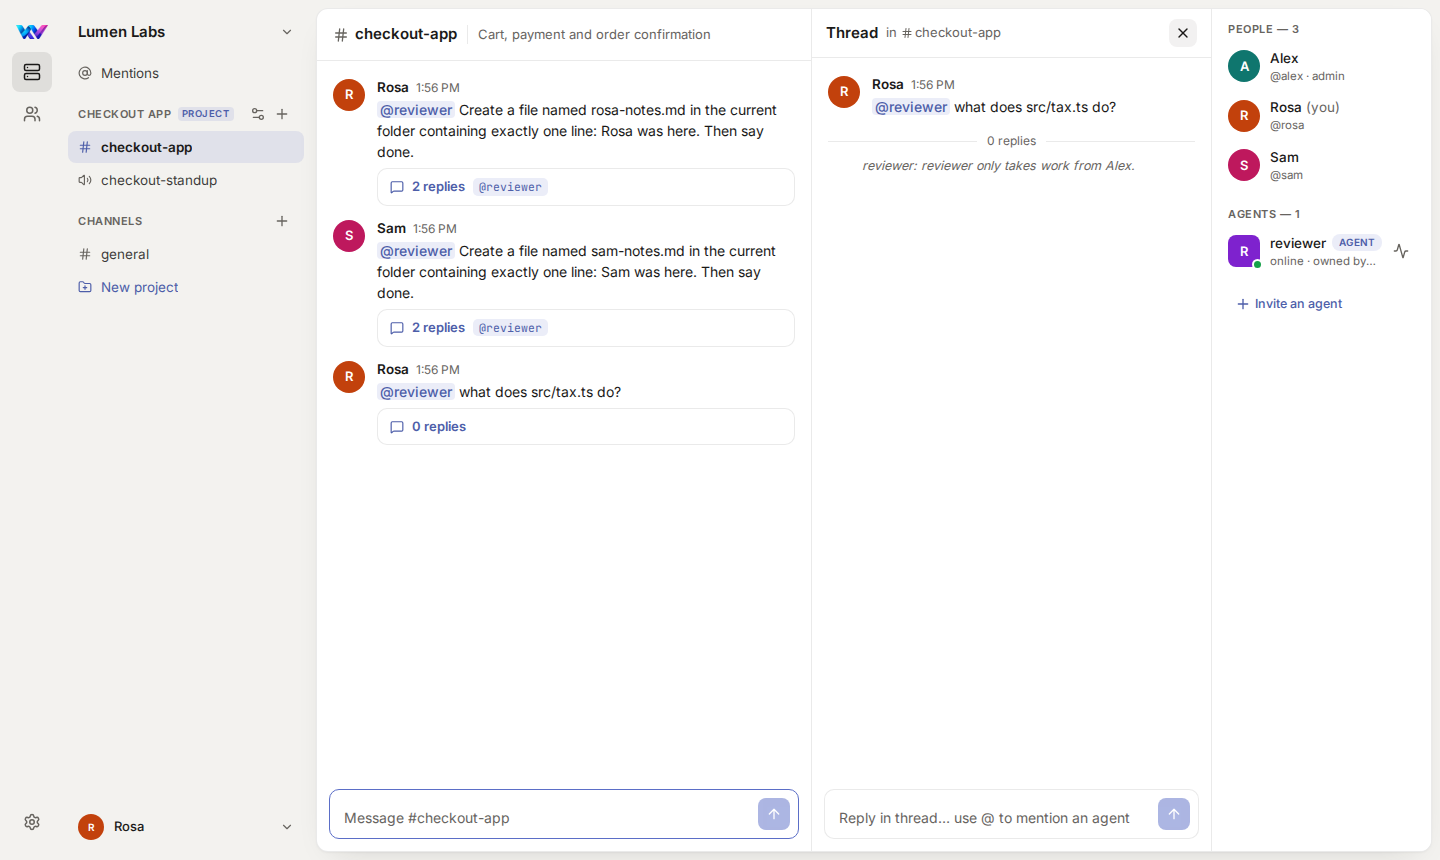 Lumen Labs
Mentions
CHECKOUT APP PROJECT
checkout-app
checkout-standup
CHANNELS
general
New project
R Rosa
checkout-app Cart, payment and order confirmation
R Rosa 1:56 PM
@reviewer Create a file named rosa-notes.md in the current
folder containing exactly one line: Rosa was here. Then say
done.
2 replies @reviewer
S Sam 1:56 PM
@reviewer Create a file named sam-notes.md in the current
folder containing exactly one line: Sam was here. Then say
done.
2 replies @reviewer
R Rosa 1:56 PM
@reviewer what does src/tax.ts do?
0 replies
Message #checkout-app
Thread in # checkout-app
R Rosa 1:56 PM
@reviewer what does src/tax.ts do?
0 replies
reviewer: reviewer only takes work from Alex.
Reply in thread... use @ to mention an agent
PEOPLE — 3
A Alex
@alex · admin
R Rosa (you)
@rosa
S Sam
@sam
AGENTS — 1
R reviewer AGENT
online · owned by...
Invite an agent